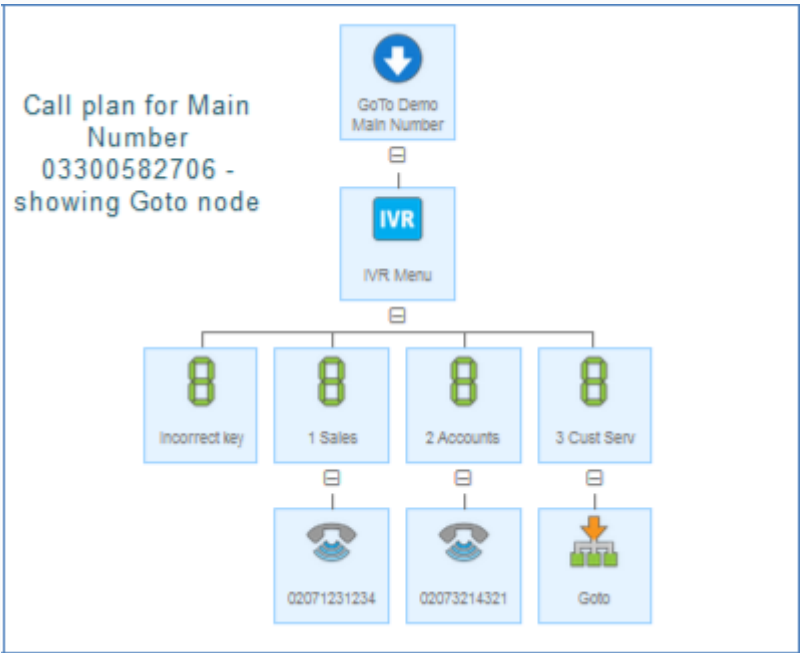 Call plan for Main
Number
03300582706 -
showing Goto node
GoTo Demo
Main Number
IVR
IVR Menu
Incorrect key
1 Sales
2 Accounts
3 Cust Serv
02071231234
02073214321
Goto